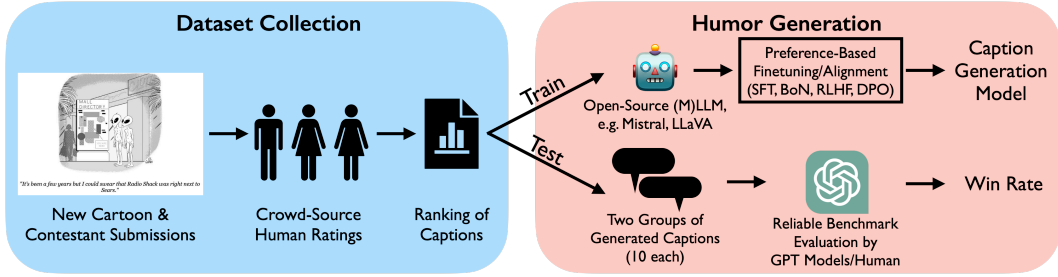 Dataset Collection
MALL
DIRECTORY
"It's been a few years but I could swear that Radio Shack was right next to
Sears."
New Cartoon &
Contestant Submissions
Crowd-Source
Human Ratings
Ranking of
Captions
Humor Generation
Train
Test
Open-Source (M)LLM,
e.g. Mistral, LLaVA
Preference-Based
Finetuning/Alignment
(SFT, BoN, RLHF, DPO)
Caption
Generation
Model
Two Groups of
Generated Captions
(10 each)
Reliable Benchmark
Evaluation by
GPT Models/Human
Win Rate